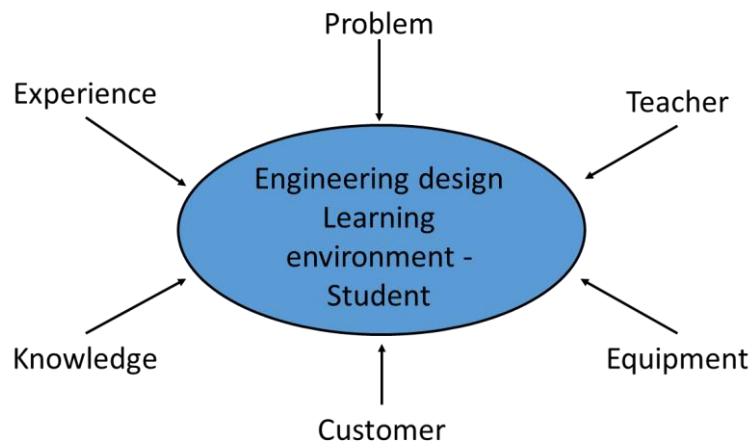 Problem
Experience
Teacher
Engineering design
Learning
environment -
Student
Knowledge
Equipment
Customer